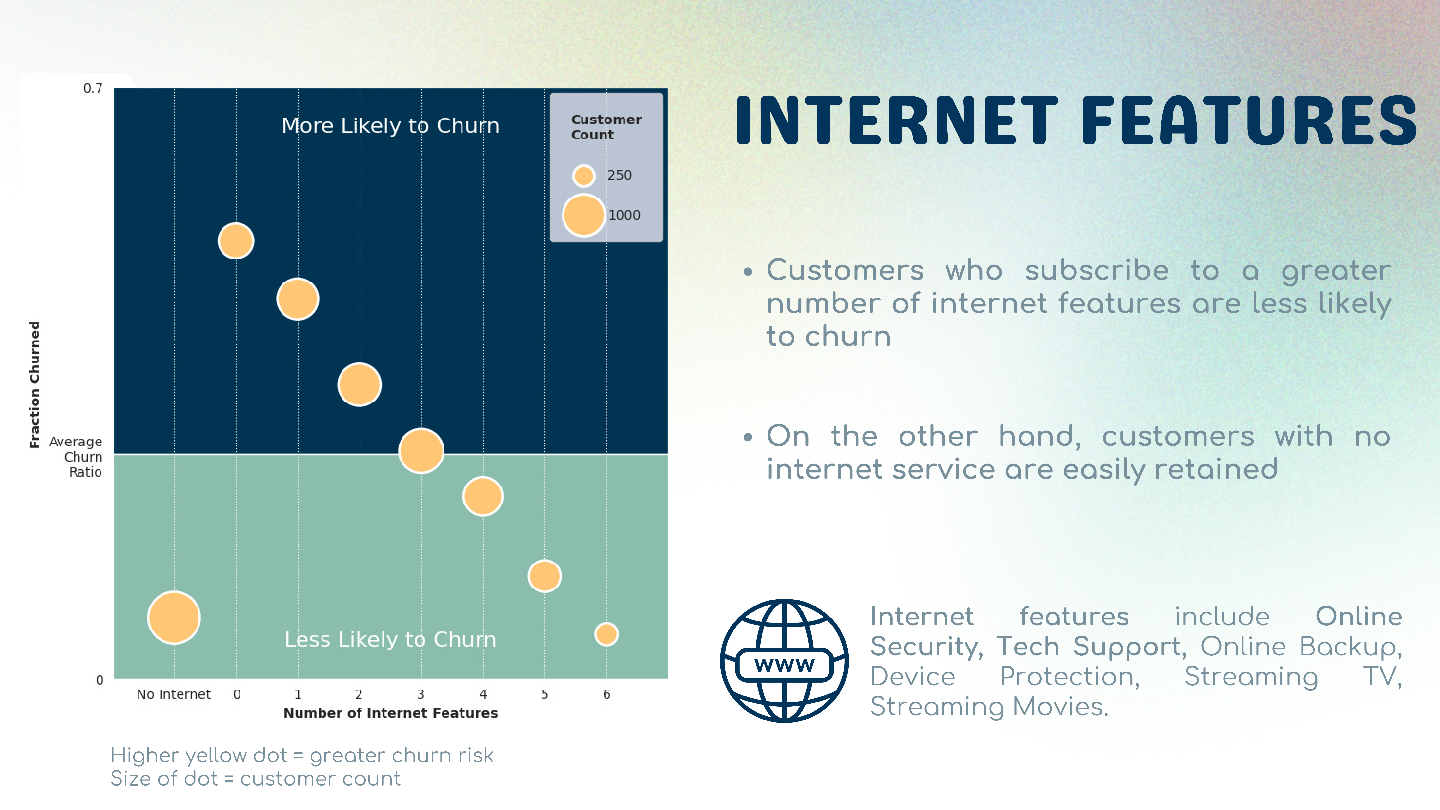 INTERNET FEATURES
0.7
More Likely to Churn
Customer
Count
250
1000
Fraction Churned
Average
Churn
Ratio
Less Likely to Churn
0
No Internet 0 1 2 3 4 5 6
Number of Internet Features
Higher yellow dot = greater churn risk
Size of dot = customer count
• Customers who subscribe to a greater
number of internet features are less likely
to churn
• On the other hand, customers with no
internet service are easily retained
www
Internet features include Online
Security, Tech Support, Online Backup,
Device Protection, Streaming TV,
Streaming Movies.